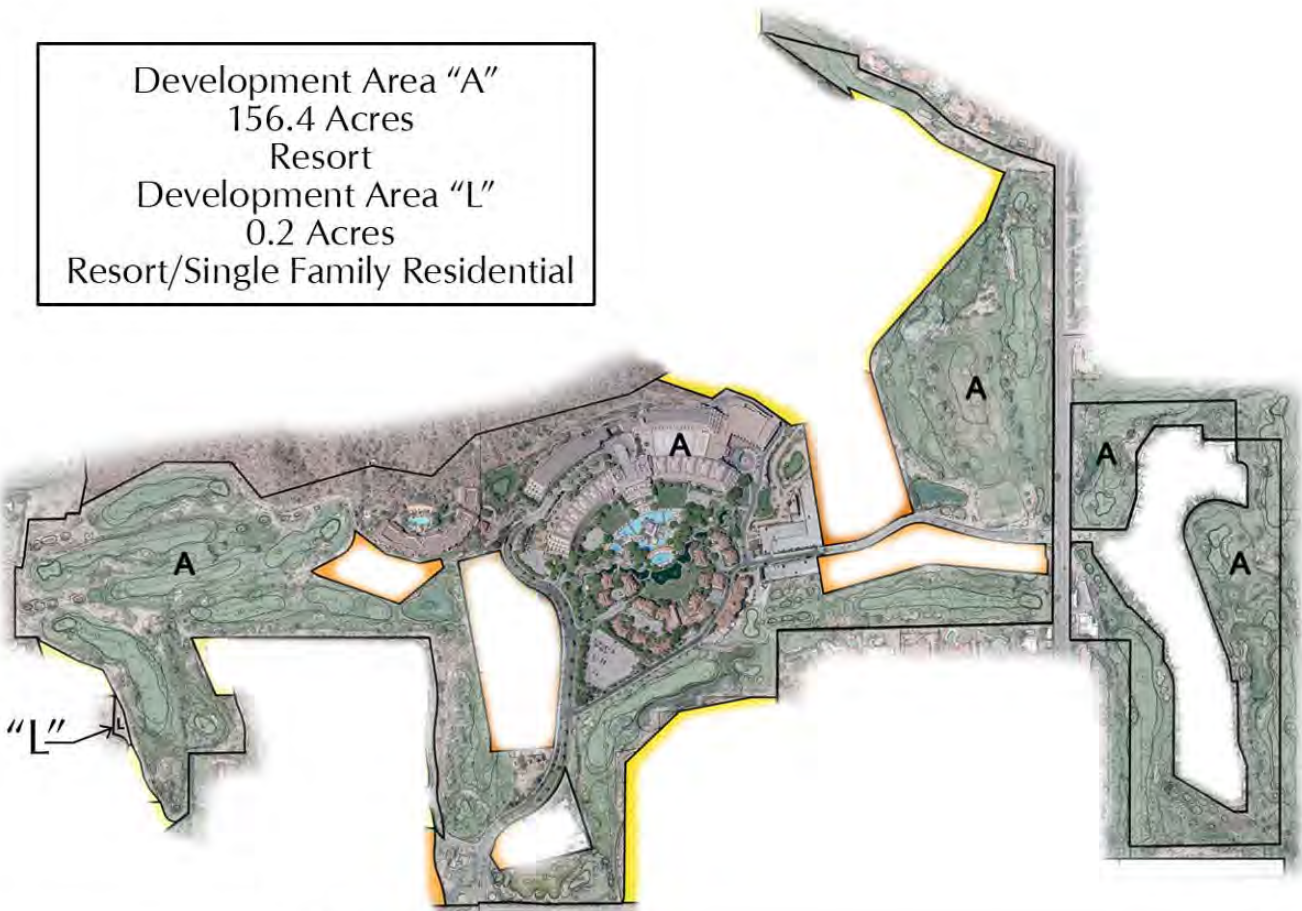 Development Area “A”
156.4 Acres
Resort
Development Area “L”
0.2 Acres
Resort/Single Family Residential
A
A
A
A
A
“L”
L